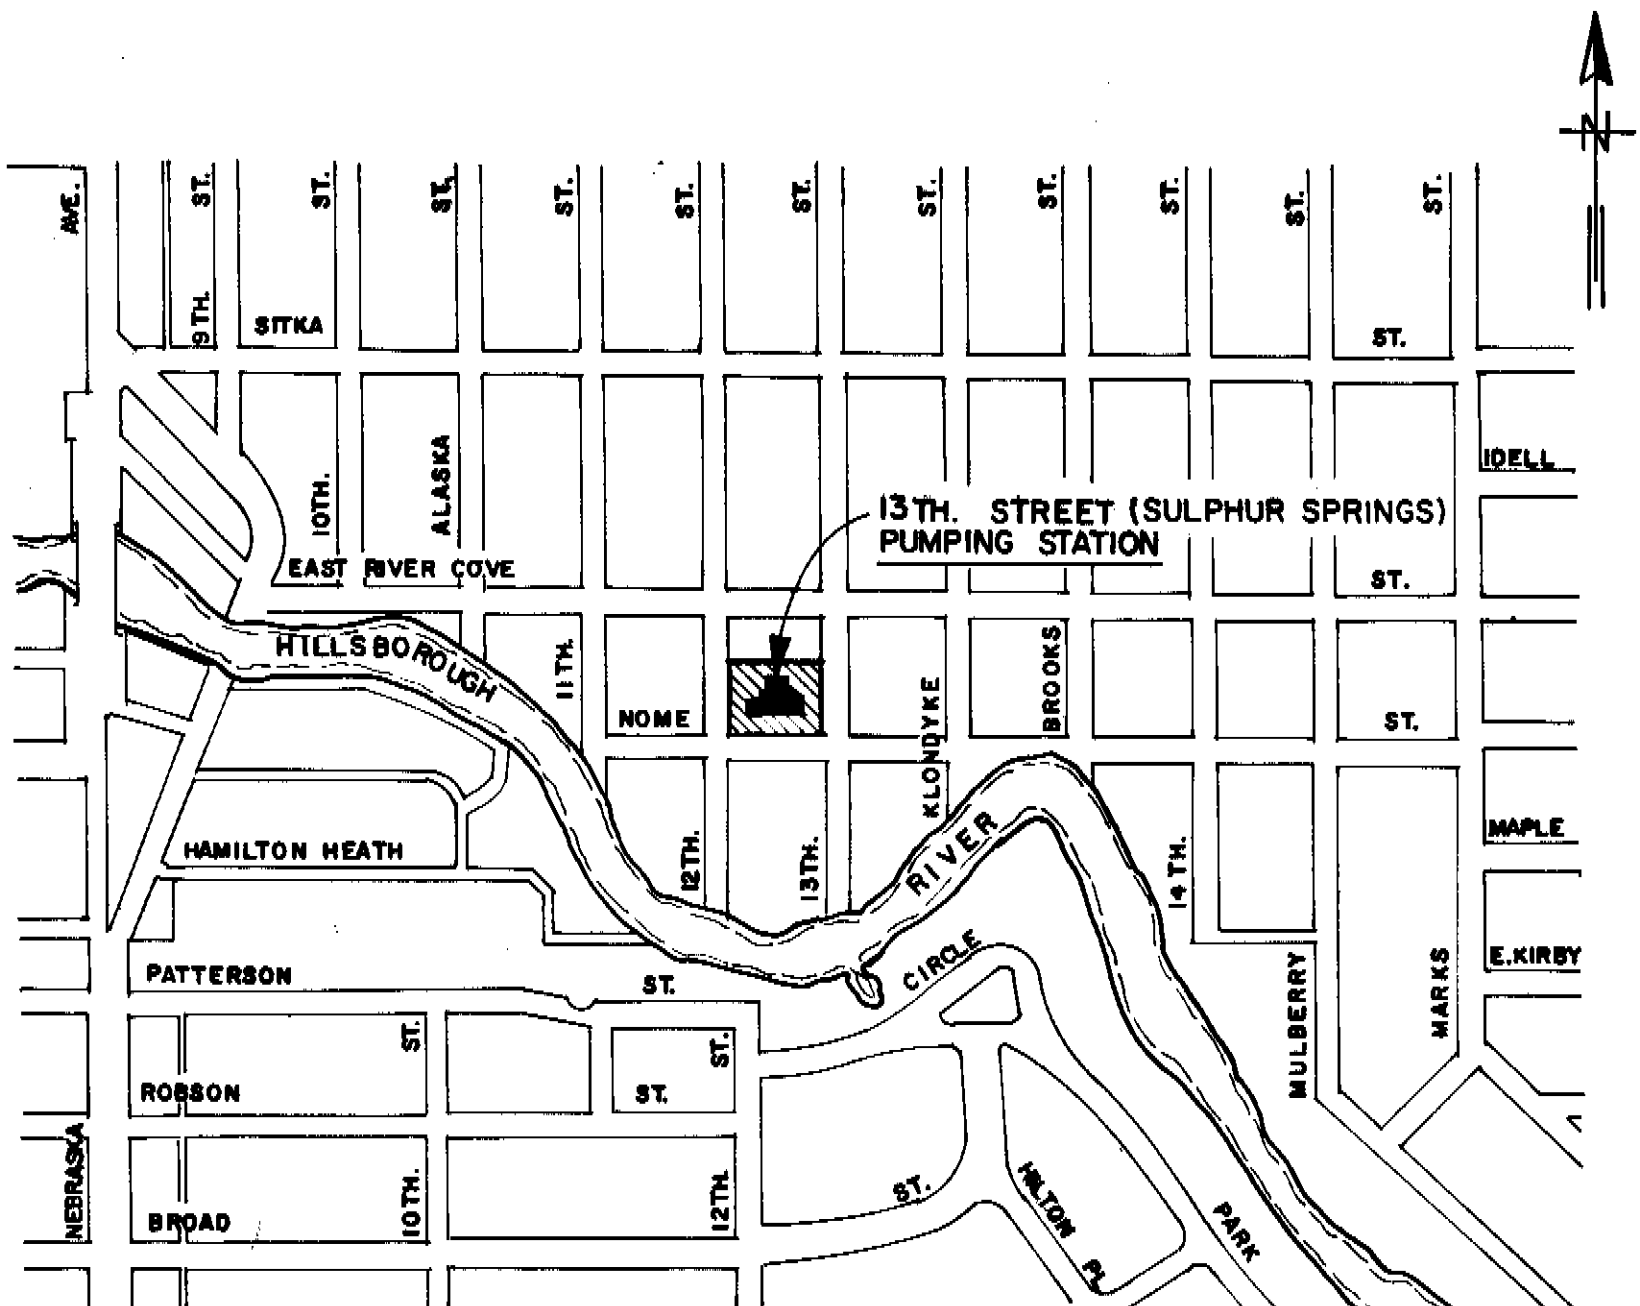 N
AVE.
ST.
ST.
ST.
ST.
ST.
ST.
ST.
ST.
ST.
ST.
ST.
9TH.
SITKA
ST.
IDELL
10TH.
ALASKA
13TH. STREET (SULPHUR SPRINGS)
PUMPING STATION
EAST RIVER COVE
ST.
HILLSBOROUGH
11TH.
NOME
KLONDYKE
BROOKS
ST.
HAMILTON HEATH
12TH.
13TH.
RIVER
14TH.
MAPLE
PATTERSON
ST.
CIRCLE
MULBERRY
MARKS
E. KIRBY
ST.
ST.
ROBSON
ST.
NEBRASKA
BROAD
10TH.
12TH.
ST.
HILTON PL.
PARK